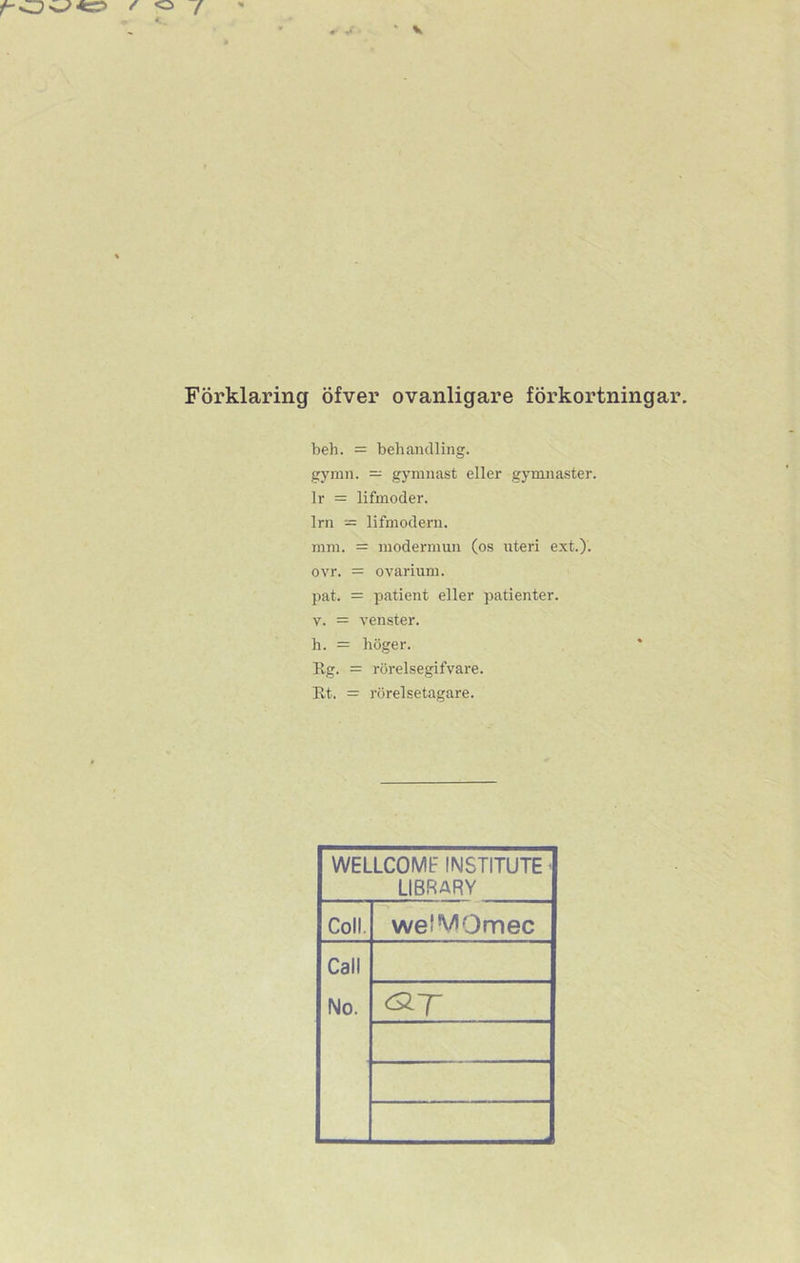 Förklaring öfver ovanligare förkortningar.
beh. = behandling.
gymn. = gymnast eller gymnaster.
lr = lifmoder.
lrn = lifmodern.
mm. = modermun (os uteri ext.).
ovr. = ovarium.
pat. = patient eller patienter.
v. = venster.
h. = höger.
Rg. = rörelsegifvare.
Rt. = rörelsetagare.
WELLCOME INSTITUTE
LIBRARY
Coll. welMOmec
Call
No. QT